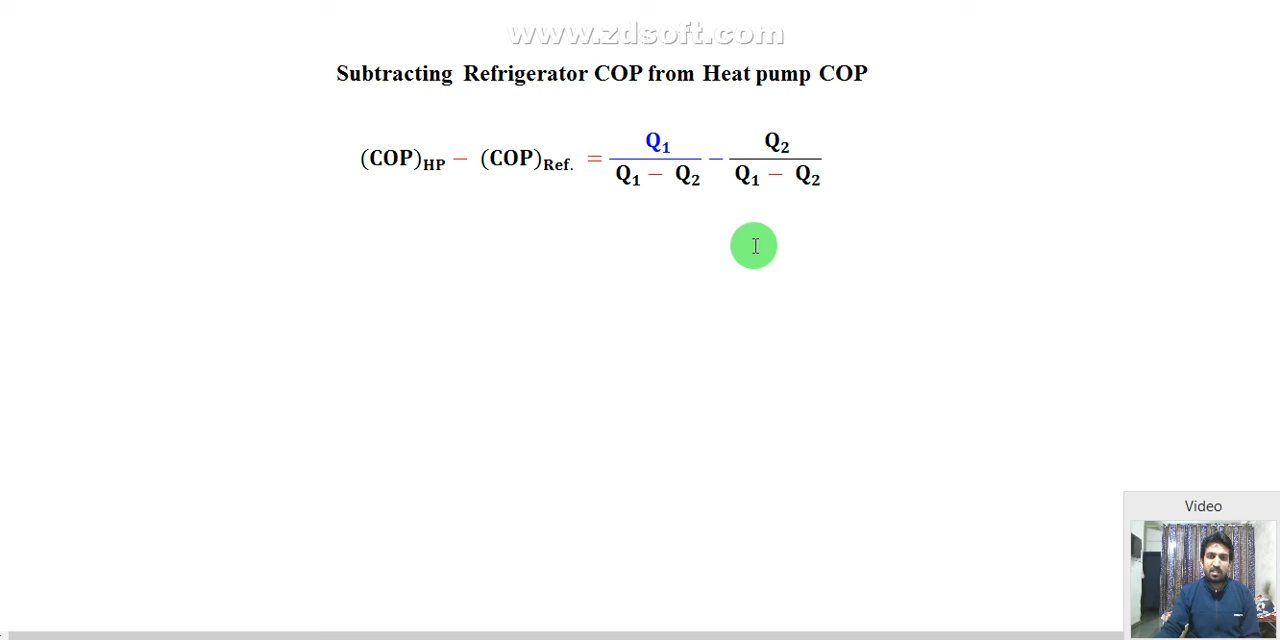 www.zdsoft.com
Subtracting Refrigerator COP from Heat pump COP
(COP)HP − (COP)Ref. = Q1/(Q1 − Q2) − Q2/(Q1 − Q2)
Video